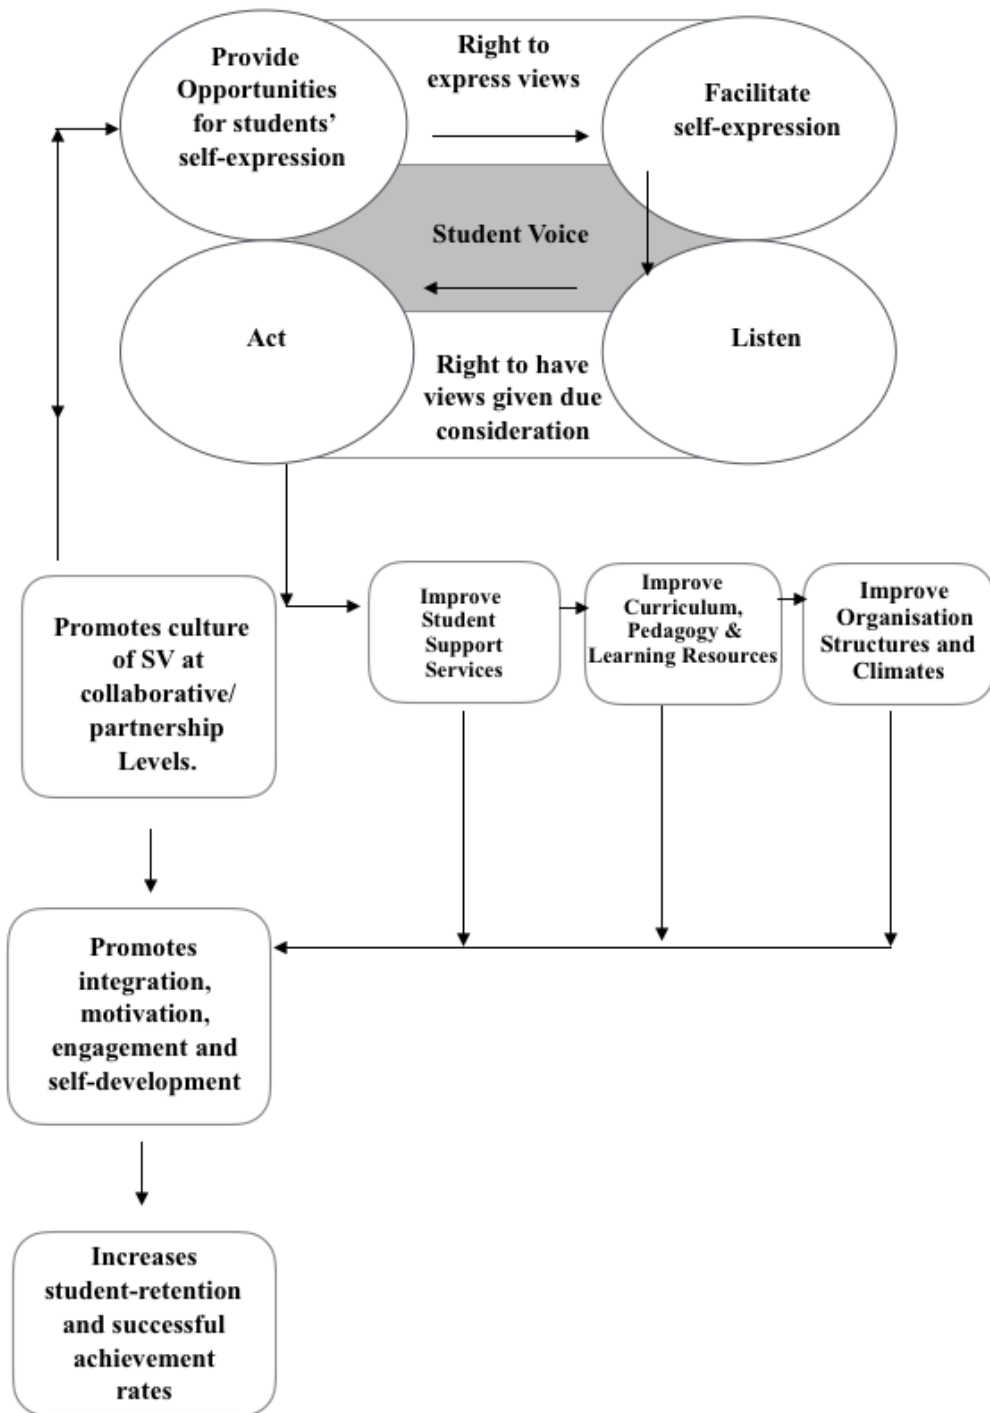 Provide
Opportunities
for students’
self-expression
Right to
express views
Facilitate
self-expression
Student Voice
Act
Listen
Right to have
views given due
consideration
Promotes culture
of SV at
collaborative/
partnership
Levels.
Improve
Student
Support
Services
Improve
Curriculum,
Pedagogy &
Learning Resources
Improve
Organisation
Structures and
Climates
Promotes
integration,
motivation,
engagement and
self-development
Increases
student-retention
and successful
achievement
rates